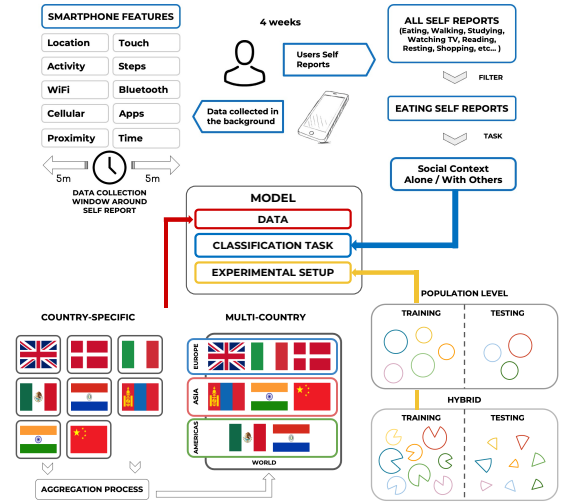 SMARTPHONE FEATURES
Location
Touch
Activity
Steps
WiFi
Bluetooth
Cellular
Apps
Proximity
Time
5m
5m
DATA COLLECTION
WINDOW AROUND
SELF REPORT
4 weeks
Users Self
Reports
Data collected in
the background
ALL SELF REPORTS
(Eating, Walking, Studying,
Watching TV, Reading,
Resting, Shopping, etc... )
FILTER
EATING SELF REPORTS
TASK
Social Context
Alone / With Others
MODEL
DATA
CLASSIFICATION TASK
EXPERIMENTAL SETUP
COUNTRY-SPECIFIC
MULTI-COUNTRY
EUROPE
ASIA
AMERICAS
WORLD
AGGREGATION PROCESS
POPULATION LEVEL
TRAINING
TESTING
HYBRID
TRAINING
TESTING